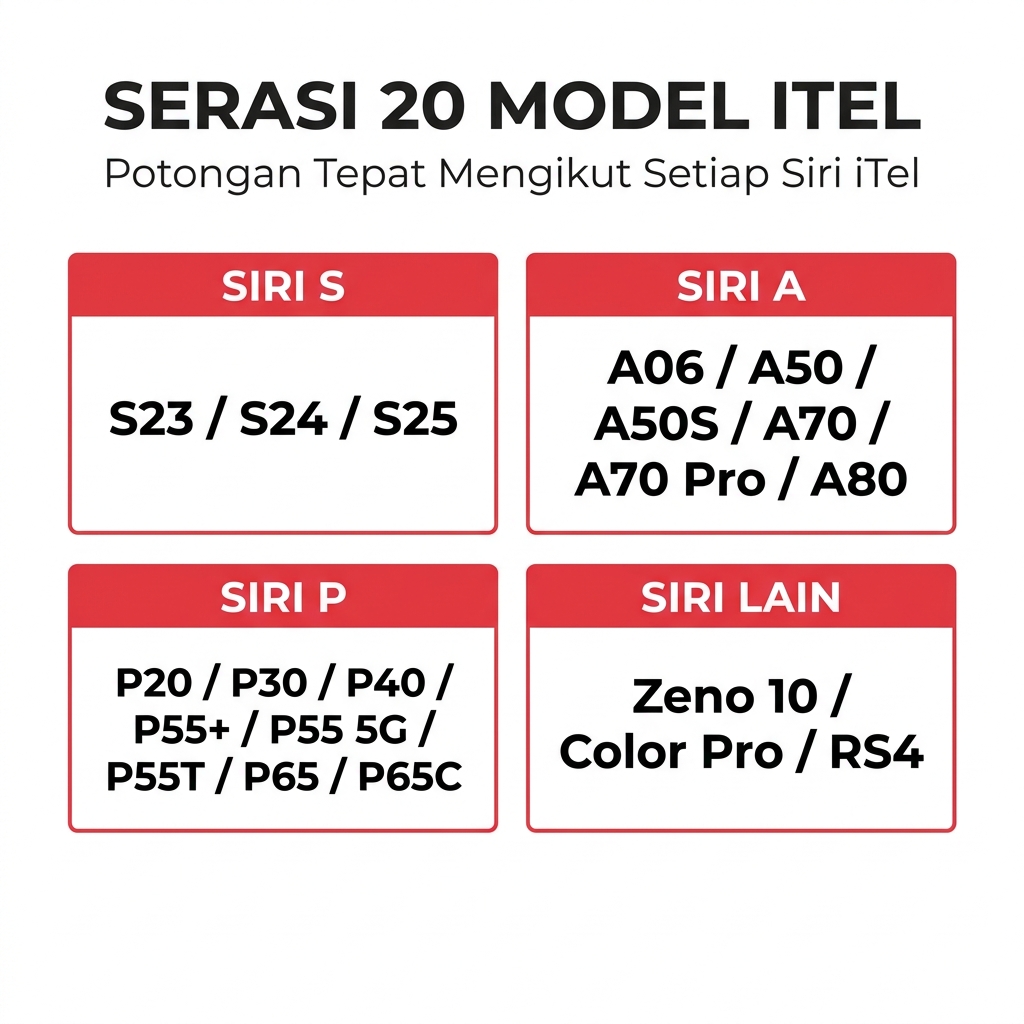 SERASI 20 MODEL ITEL
Potongan Tepat Mengikut Setiap Siri iTel
SIRI S
S23 / S24 / S25
SIRI A
A06 / A50 /
A50S / A70 /
A70 Pro / A80
SIRI P
P20 / P30 / P40 /
P55+ / P55 5G /
P55T / P65 / P65C
SIRI LAIN
Zeno 10 /
Color Pro / RS4